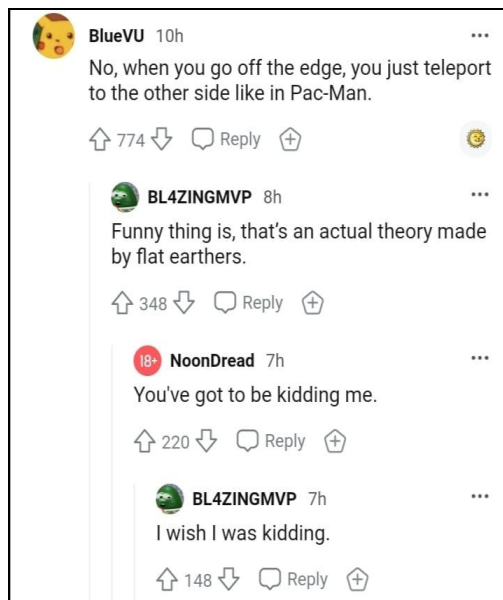 BlueVU 10h
No, when you go off the edge, you just teleport
to the other side like in Pac-Man.
774 Reply
BL4ZINGMVP 8h
Funny thing is, that's an actual theory made
by flat earthers.
348 Reply
18+ NoonDread 7h
You've got to be kidding me.
220 Reply
BL4ZINGMVP 7h
I wish I was kidding.
148 Reply